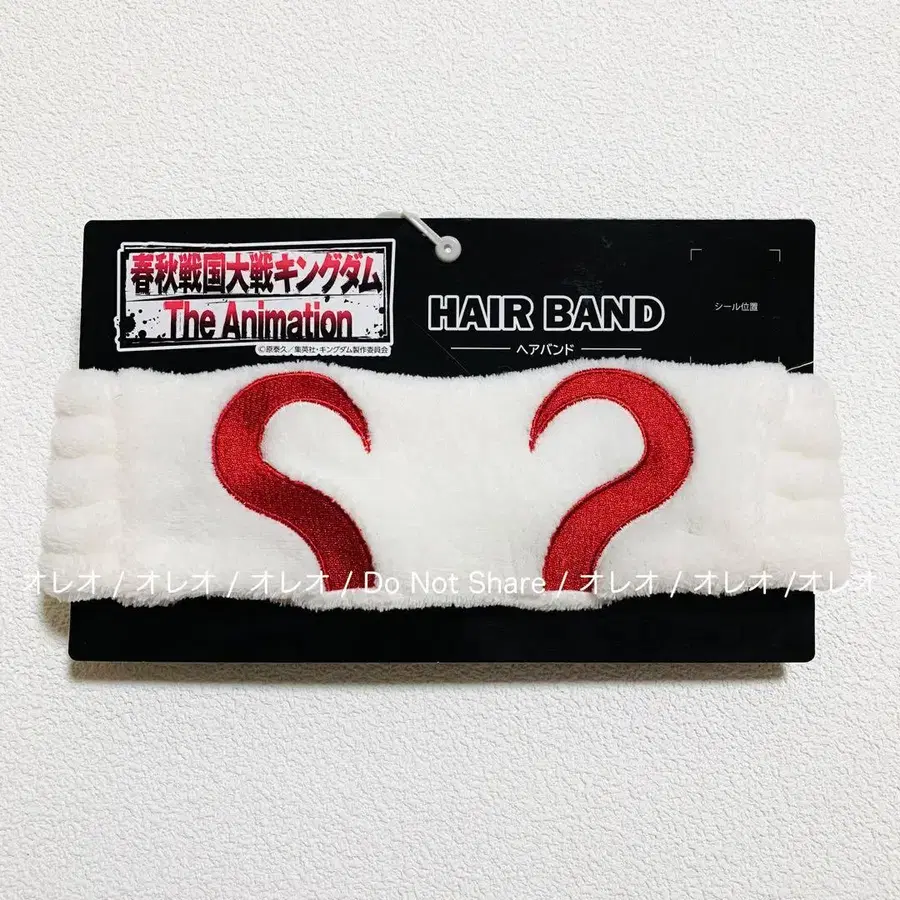 春秋戦国大戦キングダム
The Animation
©原泰久／集英社・キングダム製作委員会
HAIR BAND
ヘアバンド
シール位置
オレオ / オレオ / オレオ / Do Not Share / オレオ / オレオ /オレオ